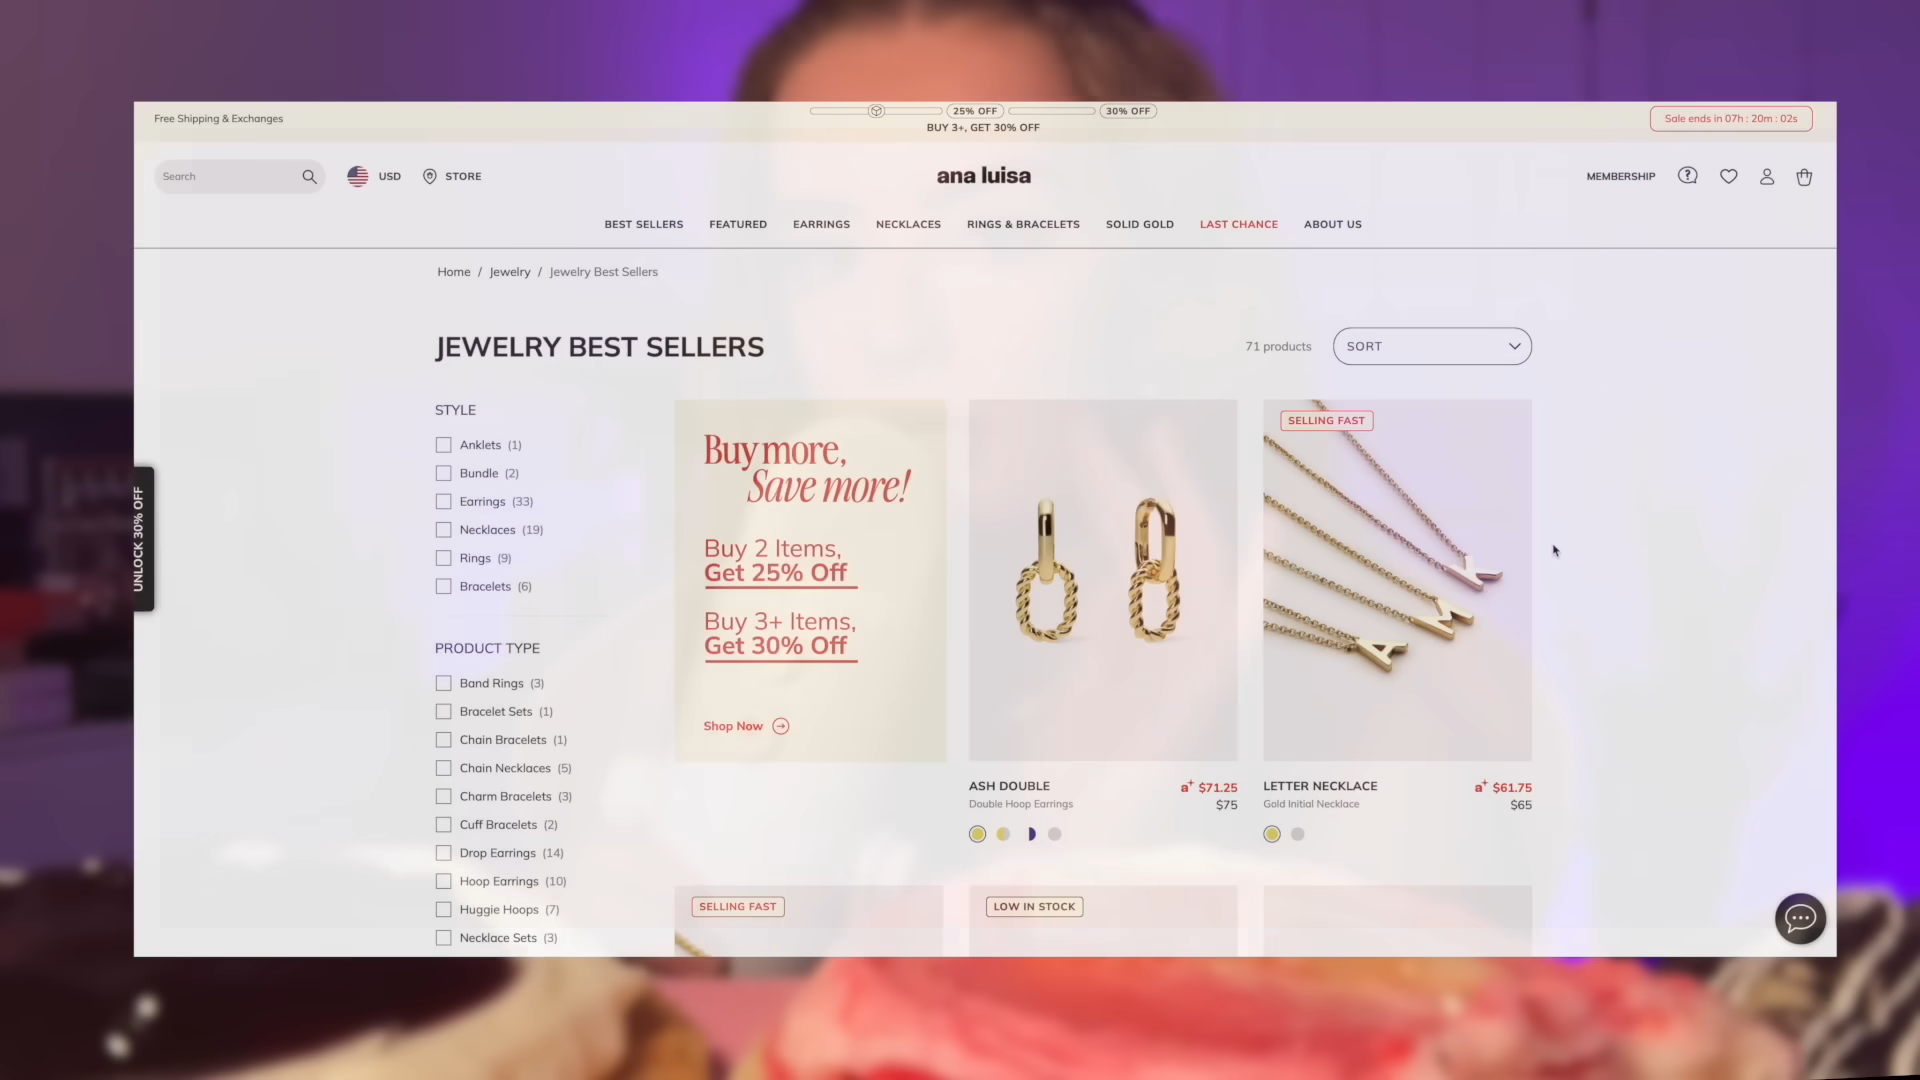 Free Shipping & Exchanges
25% OFF
30% OFF
BUY 3+, GET 30% OFF
Sale ends in 07h : 20m : 02s
Search
USD
STORE
ana luisa
MEMBERSHIP
BEST SELLERS
FEATURED
EARRINGS
NECKLACES
RINGS & BRACELETS
SOLID GOLD
LAST CHANCE
ABOUT US
Home / Jewelry / Jewelry Best Sellers
JEWELRY BEST SELLERS
71 products
SORT
UNLOCK 30% OFF
STYLE
Anklets (1)
Bundle (2)
Earrings (33)
Necklaces (19)
Rings (9)
Bracelets (6)
PRODUCT TYPE
Band Rings (3)
Bracelet Sets (1)
Chain Bracelets (1)
Chain Necklaces (5)
Charm Bracelets (3)
Cuff Bracelets (2)
Drop Earrings (14)
Hoop Earrings (10)
Huggie Hoops (7)
Necklace Sets (3)
Buy more,
Save more!
Buy 2 Items,
Get 25% Off
Buy 3+ Items,
Get 30% Off
Shop Now
ASH DOUBLE
a+ $71.25
Double Hoop Earrings
$75
SELLING FAST
K
M
A
LETTER NECKLACE
a+ $61.75
Gold Initial Necklace
$65
SELLING FAST
LOW IN STOCK